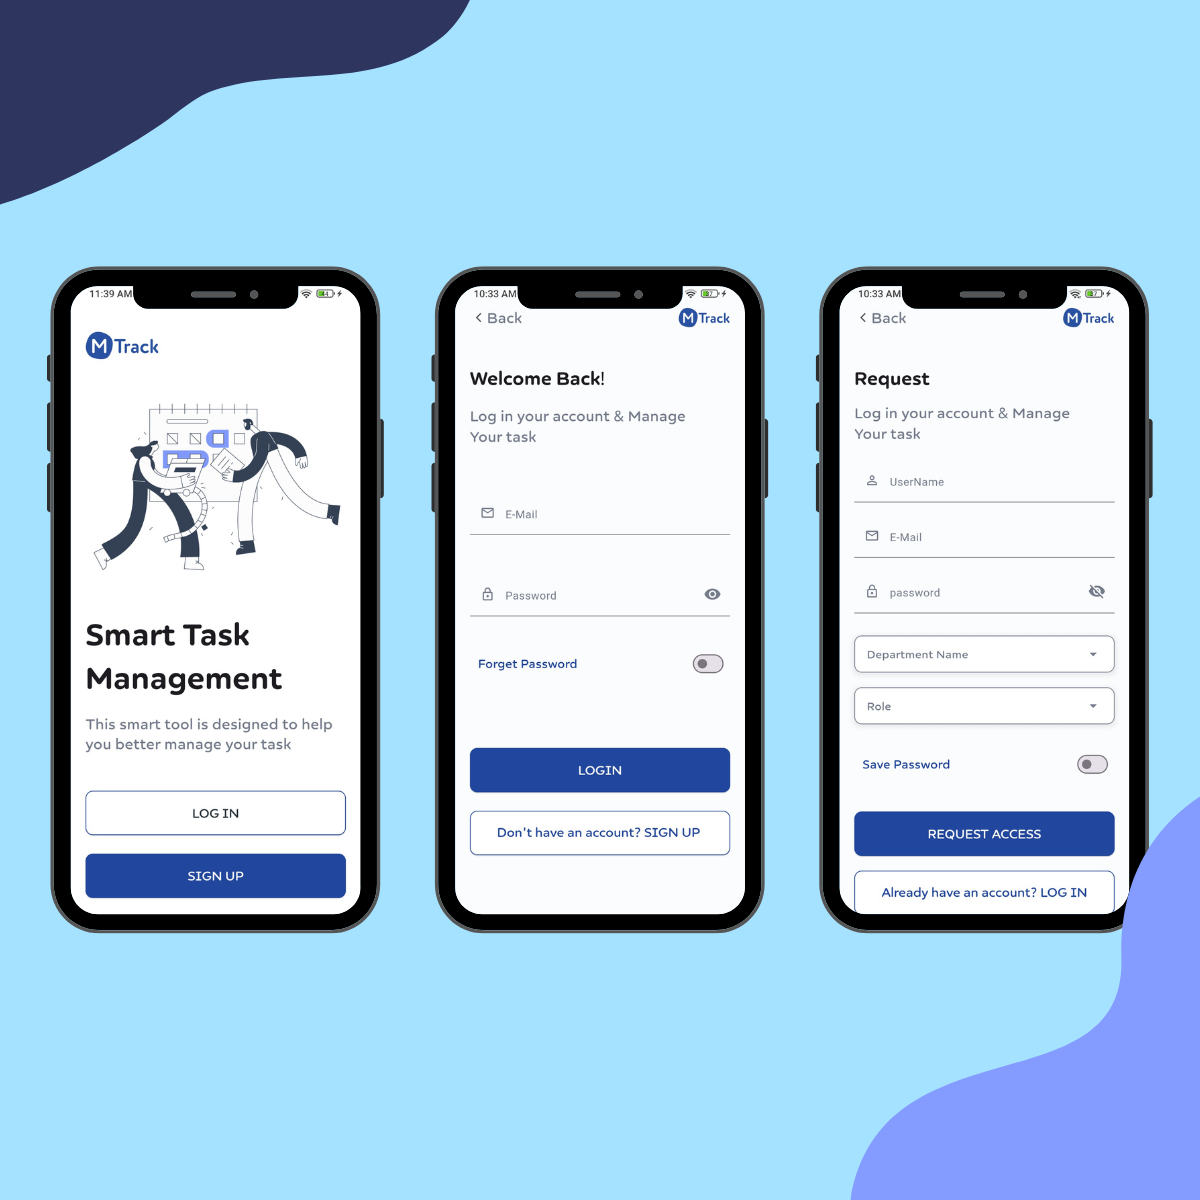 11:39 AM
M Track
Smart Task
Management
This smart tool is designed to help
you better manage your task
LOG IN
SIGN UP
10:33 AM
Back
M Track
Welcome Back!
Log in your account & Manage
Your task
E-Mail
Password
Forget Password
LOGIN
Don't have an account? SIGN UP
10:33 AM
Back
M Track
Request
Log in your account & Manage
Your task
UserName
E-Mail
password
Department Name
Role
Save Password
REQUEST ACCESS
Already have an account? LOG IN